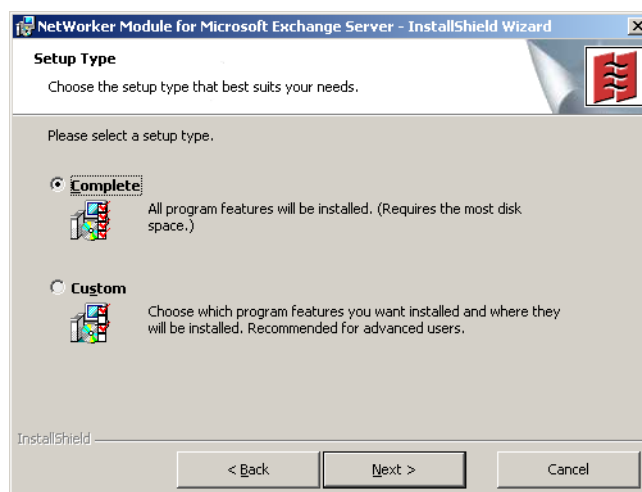 NetWorker Module for Microsoft Exchange Server - InstallShield Wizard
Setup Type
Choose the setup type that best suits your needs.
Please select a setup type.
Complete
All program features will be installed. (Requires the most disk
space.)
Custom
Choose which program features you want installed and where they
will be installed. Recommended for advanced users.
InstallShield
< Back
Next >
Cancel